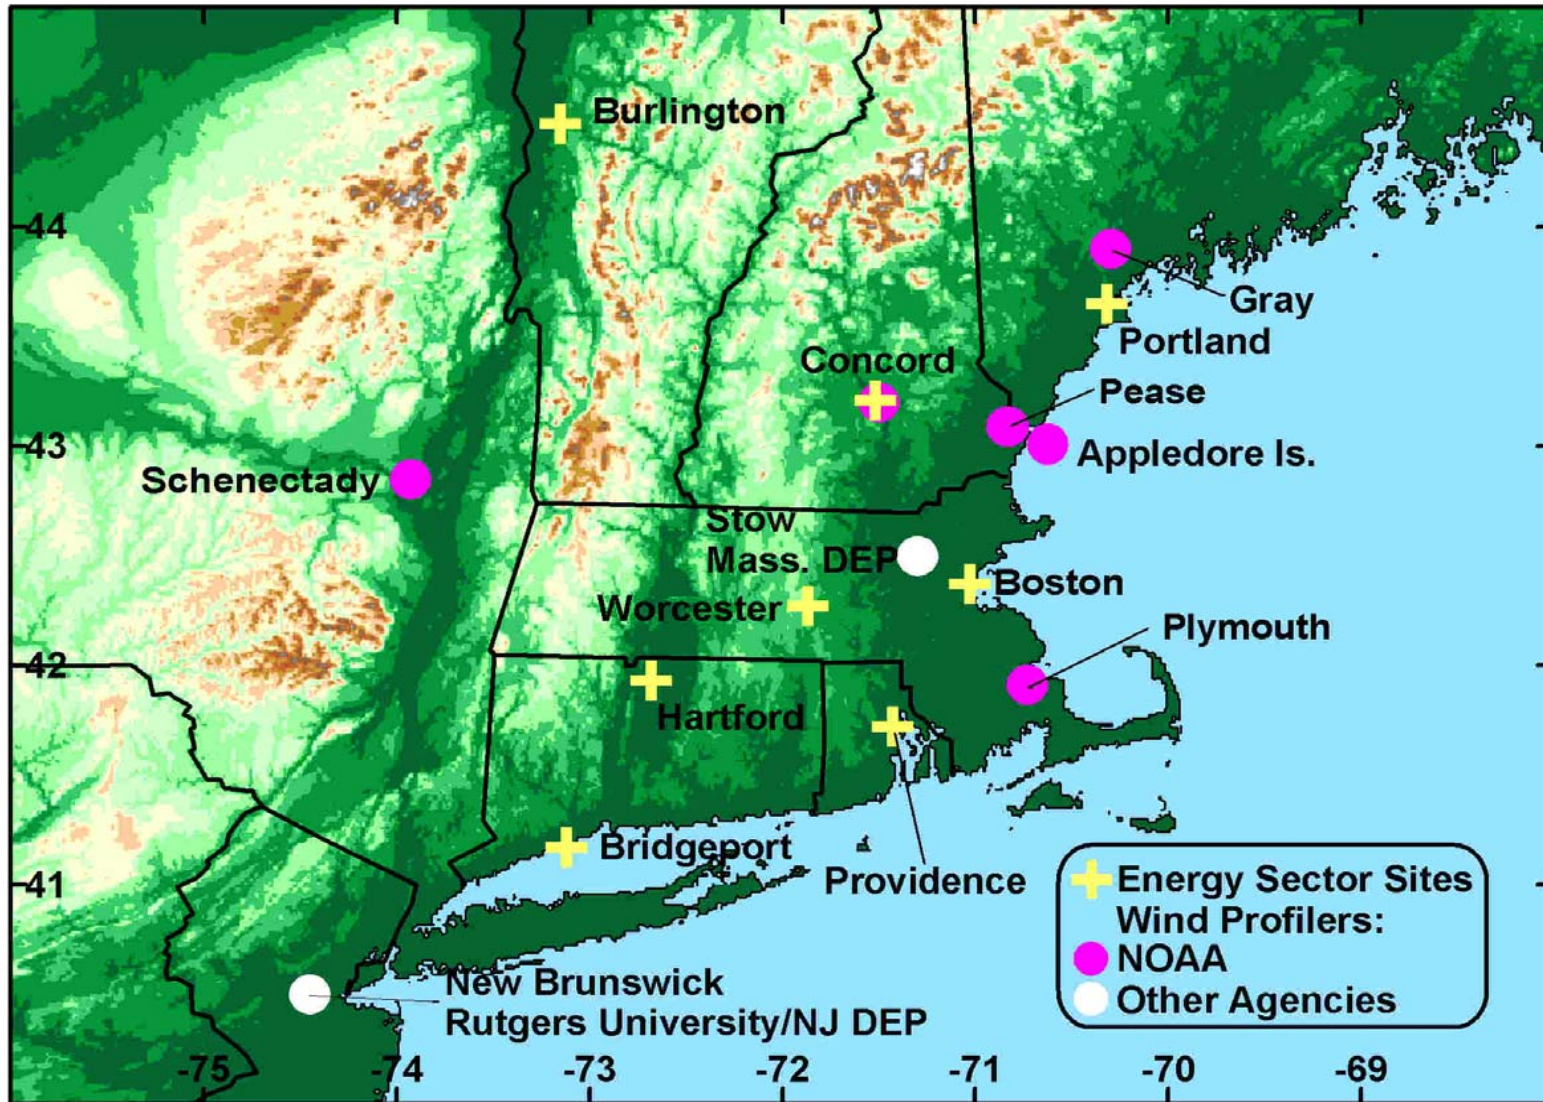 Burlington
44
Gray
Portland
Concord
Pease
43
Appledore Is.
Schenectady
Stow
Mass. DEP
Boston
Worcester
Plymouth
42
Hartford
Bridgeport
Providence
41
Energy Sector Sites
Wind Profilers:
NOAA
Other Agencies
New Brunswick
Rutgers University/NJ DEP
-75 -74 -73 -72 -71 -70 -69